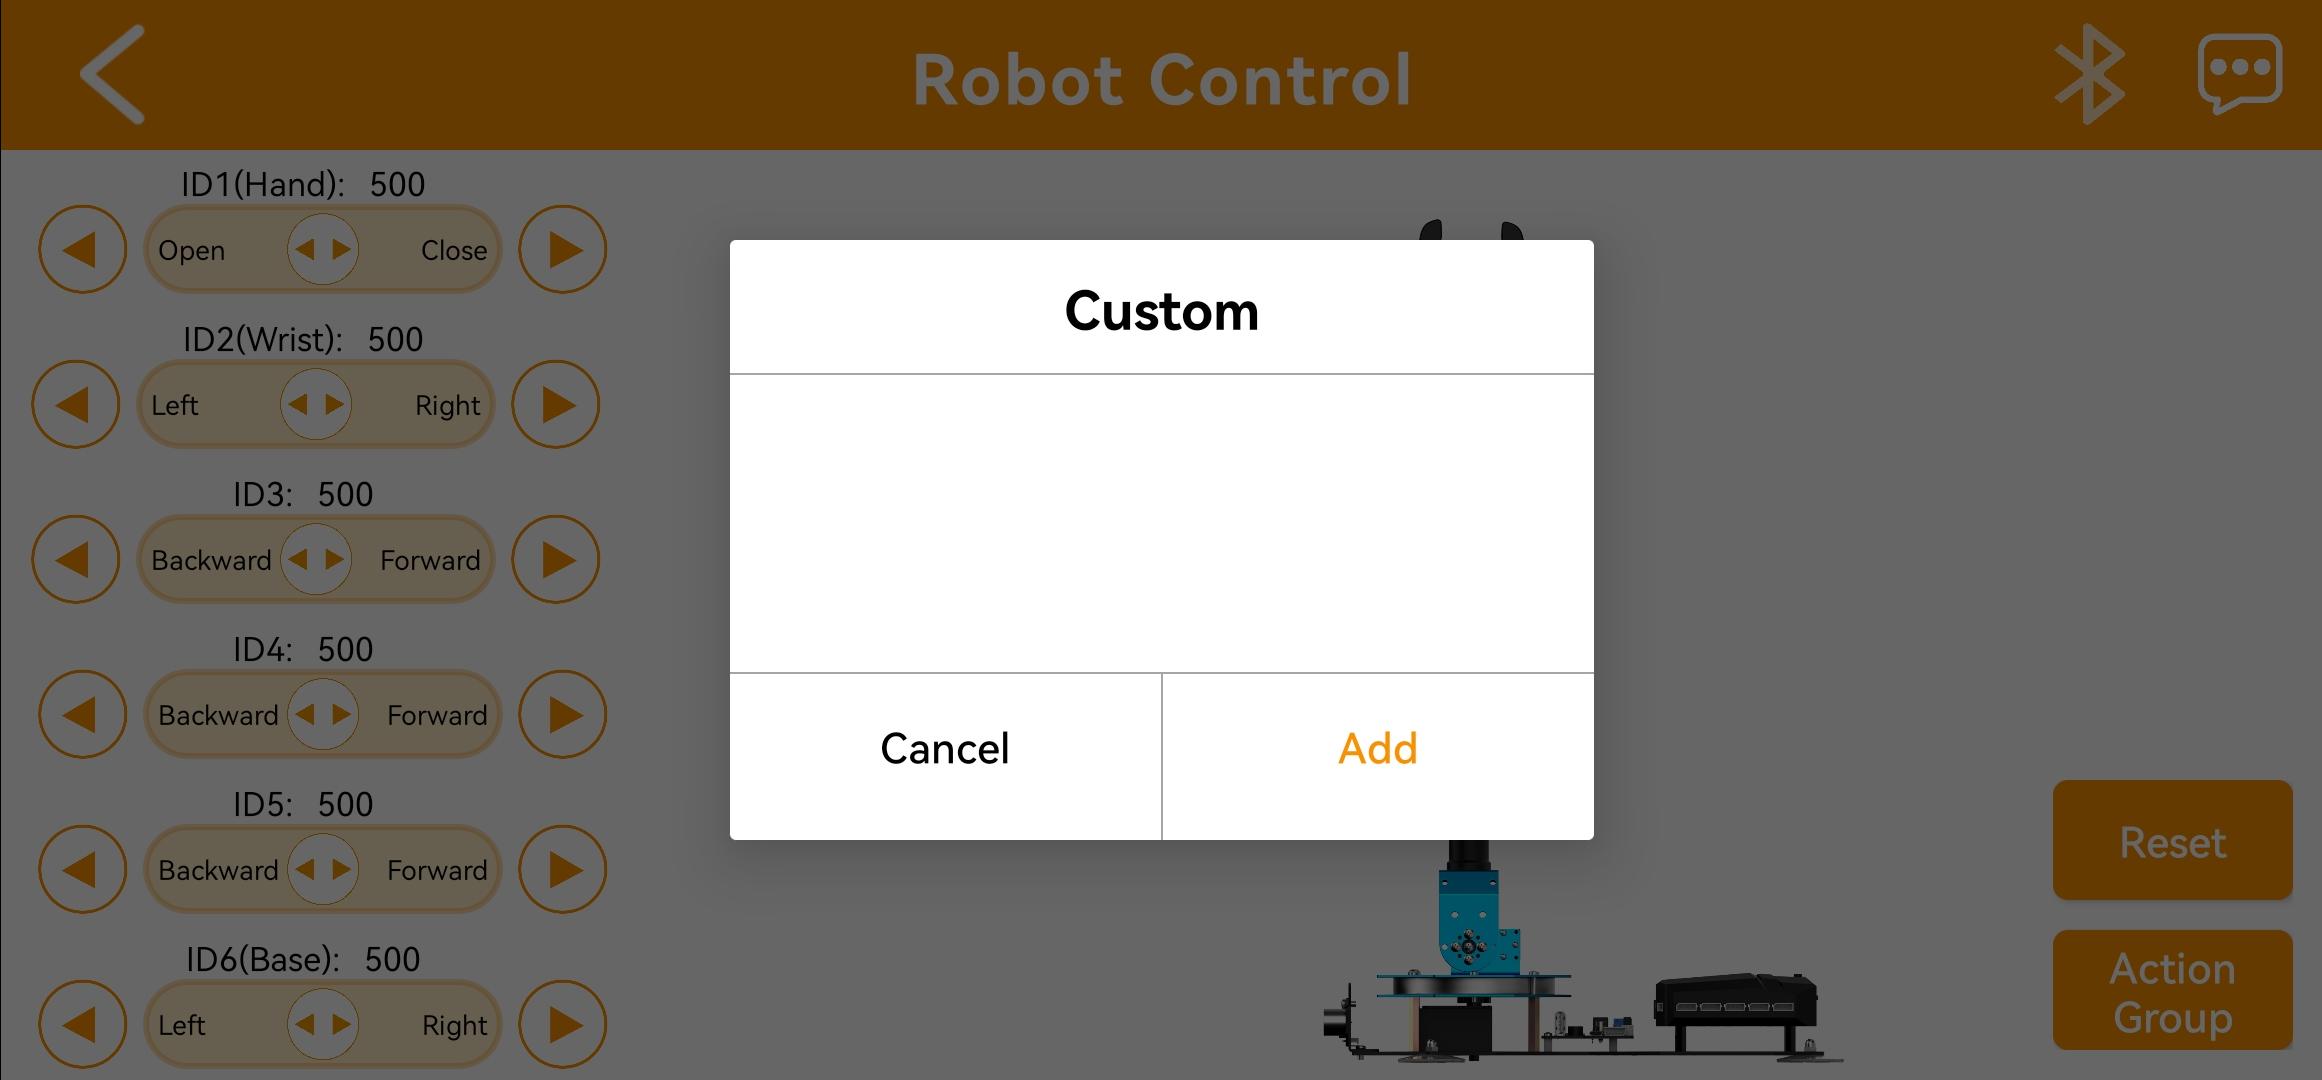 Robot Control
ID1(Hand): 500
Open Close
ID2(Wrist): 500
Left Right
ID3: 500
Backward Forward
ID4: 500
Backward Forward
ID5: 500
Backward Forward
ID6(Base): 500
Left Right
Custom
Cancel Add
Reset
Action
Group